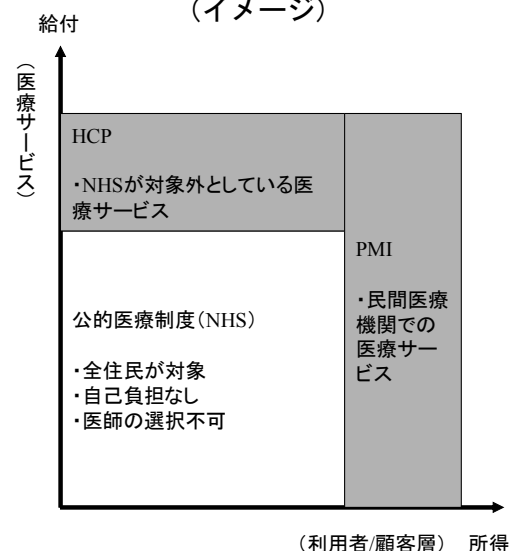 (イメージ)
給付
(医療サービス)
HCP
・NHSが対象外としている医
療サービス
PMI
・民間医療
機関での
医療サー
ビス
公的医療制度(NHS)
・全住民が対象
・自己負担なし
・医師の選択不可
(利用者/顧客層) 所得